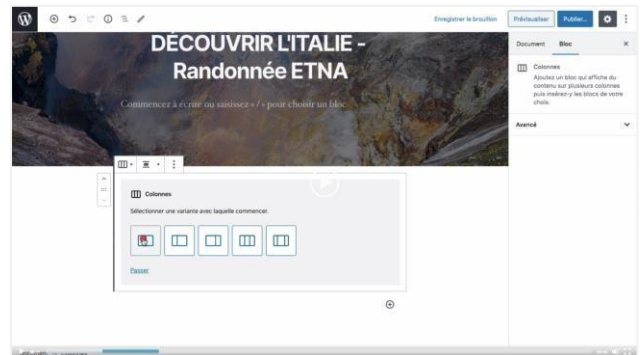 Enregistrer le brouillon
Prévisualiser
Publier...
DÉCOUVRIR L'ITALIE -
Randonnée ETNA
Commencez à écrire ou saisissez « / » pour choisir un bloc
Document
Bloc
Colonnes
Ajoutez un bloc qui affiche du
contenu sur plusieurs colonnes
puis insérez-y les blocs de votre
choix.
Avancé
Colonnes
Sélectionner une variante avec laquelle commencer.
Passer